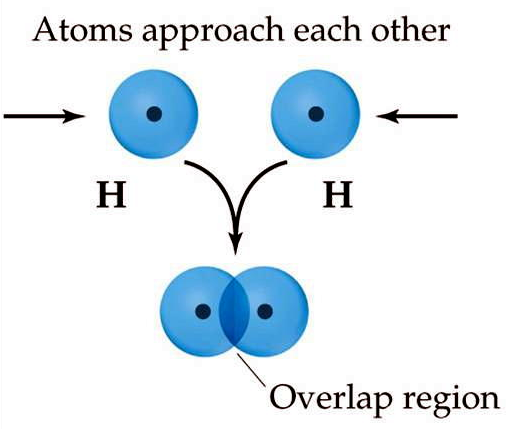 Atoms approach each other
H
H
Overlap region